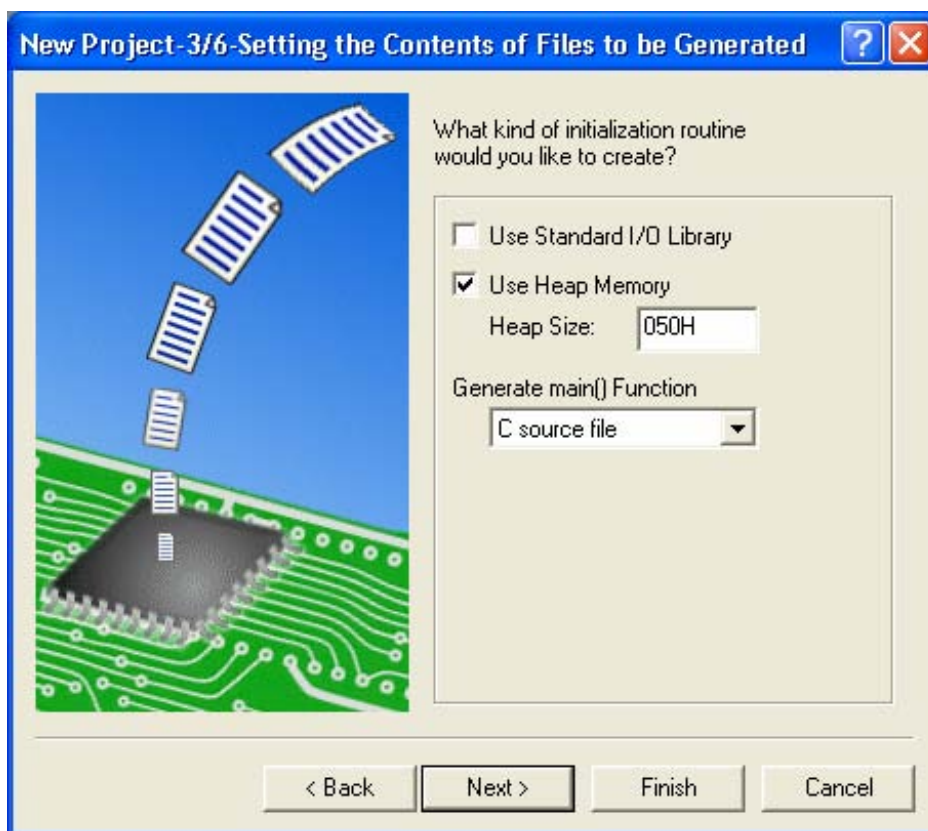 New Project-3/6-Setting the Contents of Files to be Generated
What kind of initialization routine
would you like to create?
Use Standard I/O Library
Use Heap Memory
Heap Size: 050H
Generate main() Function
C source file
< Back Next > Finish Cancel